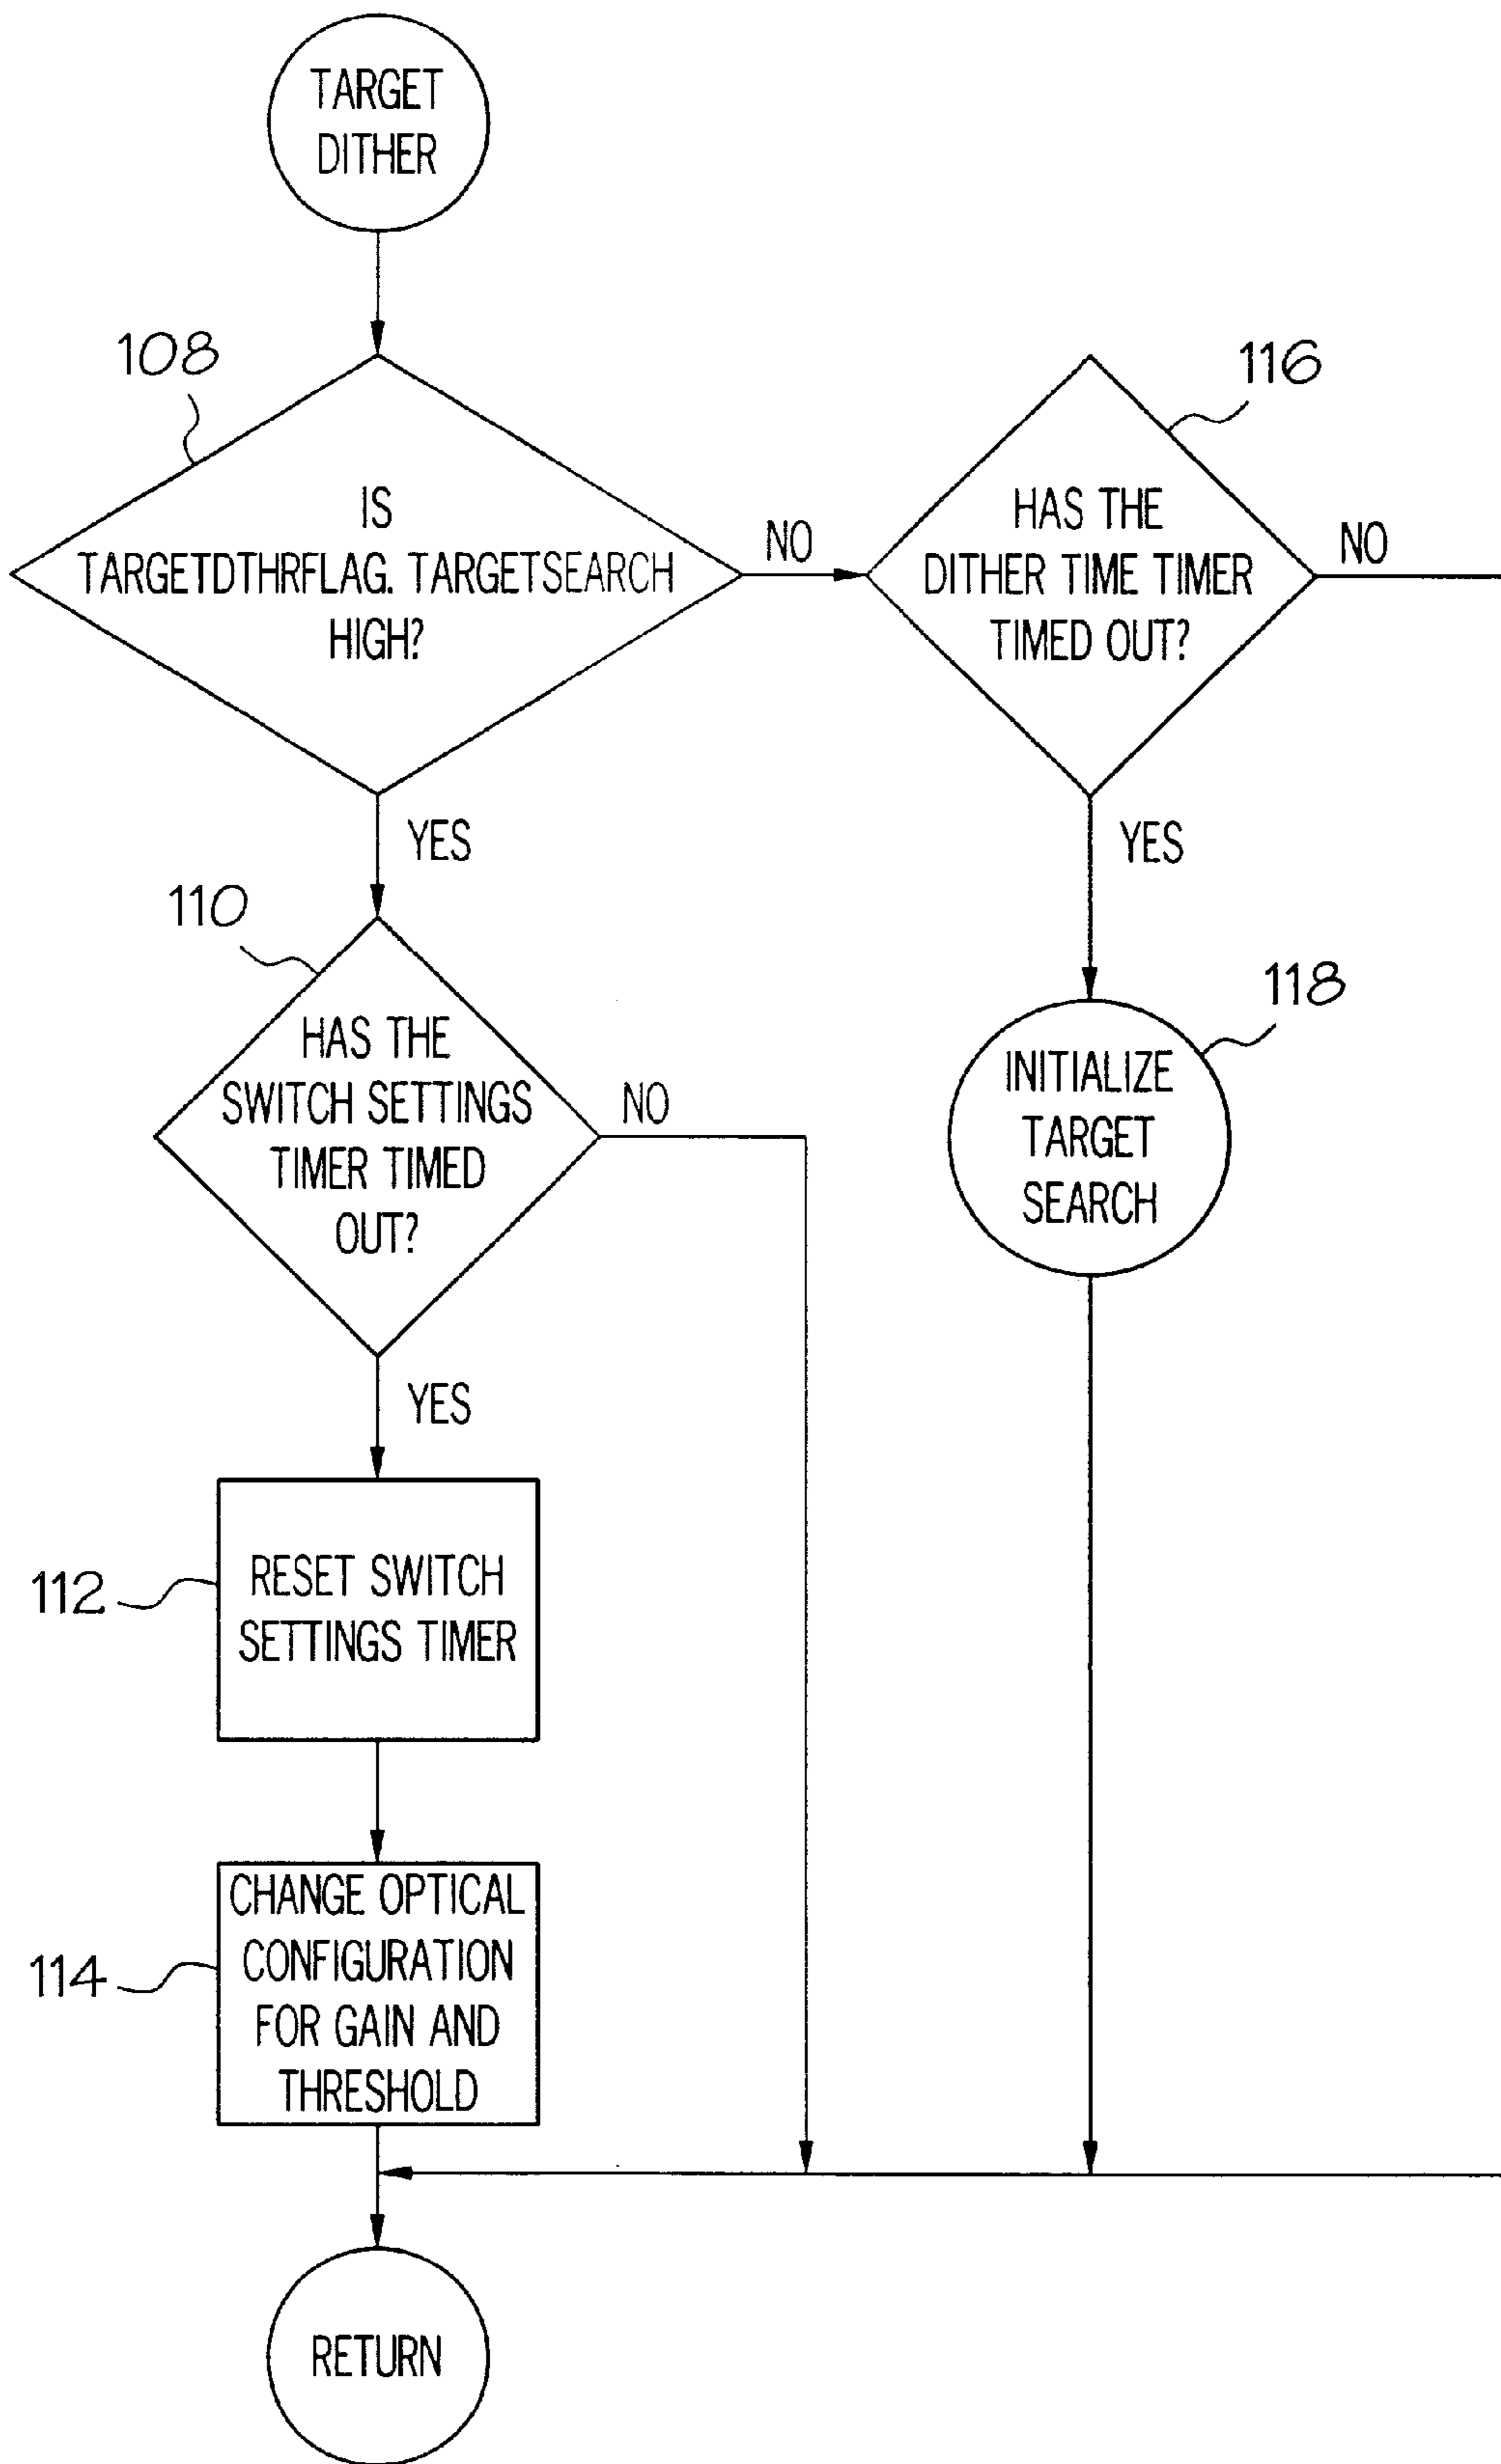 TARGET
DITHER
108
IS
TARGETDTHRFLAG. TARGETSEARCH
HIGH?
NO
YES
116
HAS THE
DITHER TIME TIMER
TIMED OUT?
NO
YES
110
HAS THE
SWITCH SETTINGS
TIMER TIMED
OUT?
NO
YES
118
INITIALIZE
TARGET
SEARCH
112
RESET SWITCH
SETTINGS TIMER
114
CHANGE OPTICAL
CONFIGURATION
FOR GAIN AND
THRESHOLD
RETURN